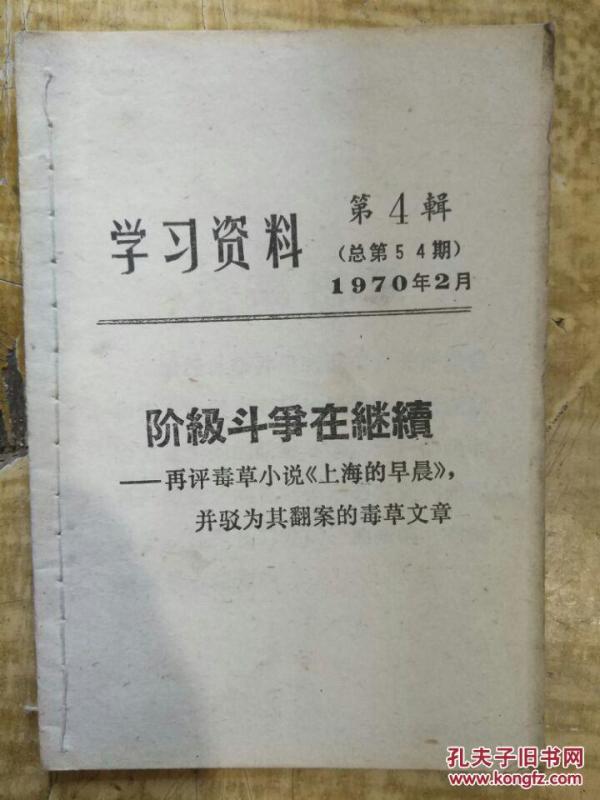 学习资料
第4輯
（总第54期）
1970年2月
阶級斗爭在継續
——再评毒草小说《上海的早晨》，
并驳为其翻案的毒草文章
孔夫子旧书网
www.kongfz.com